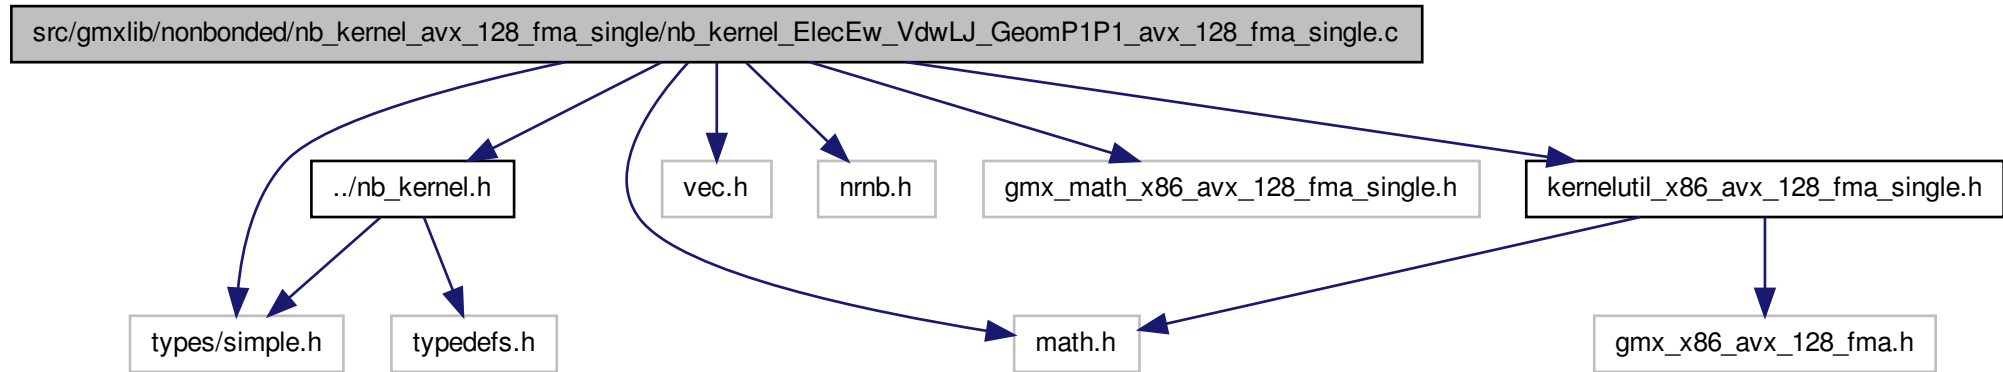 src/gmxlib/nonbonded/nb_kernel_avx_128_fma_single/nb_kernel_ElecEw_VdwLJ_GeomP1P1_avx_128_fma_single.c
../nb_kernel.h
vec.h
nrnb.h
gmx_math_x86_avx_128_fma_single.h
kernelutil_x86_avx_128_fma_single.h
types/simple.h
typedefs.h
math.h
gmx_x86_avx_128_fma.h